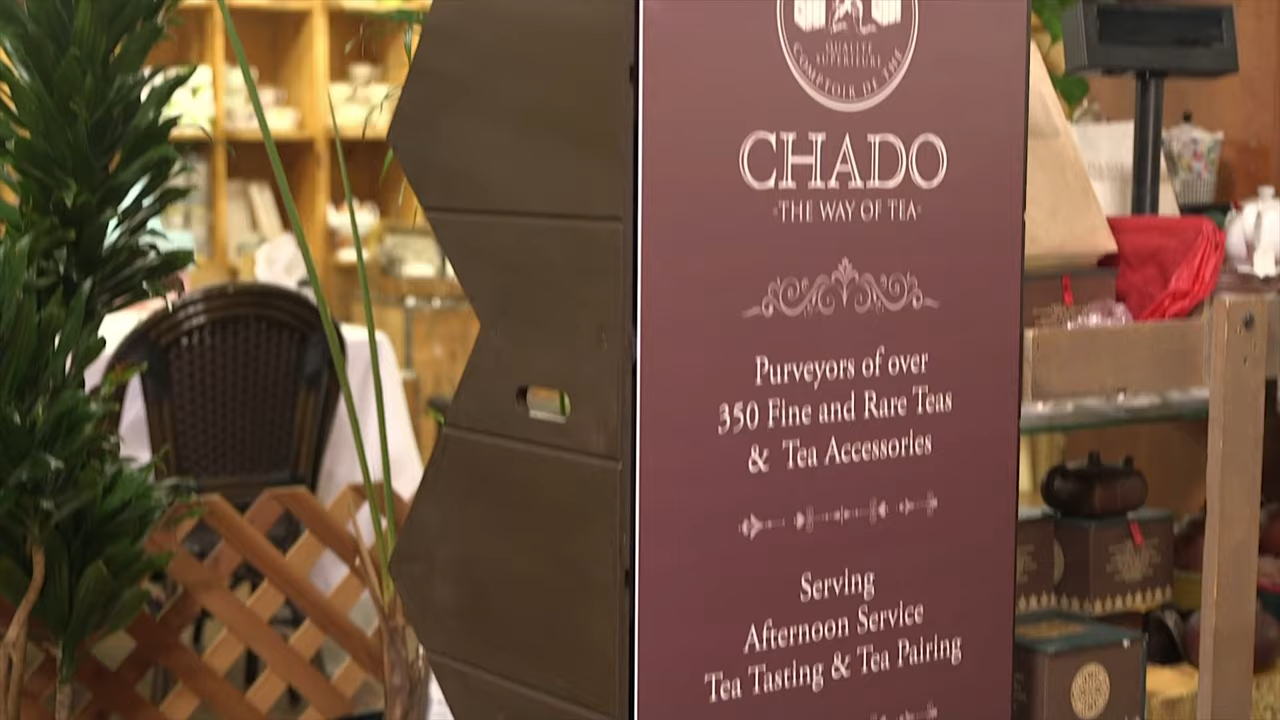 QUALITÉ
SUPERIEURE
COMPTOIR DE THÉ
CHADO
·THE WAY OF TEA·
Purveyors of over
350 Fine and Rare Teas
& Tea Accessories
Serving
Afternoon Service
Tea Tasting & Tea Pairing